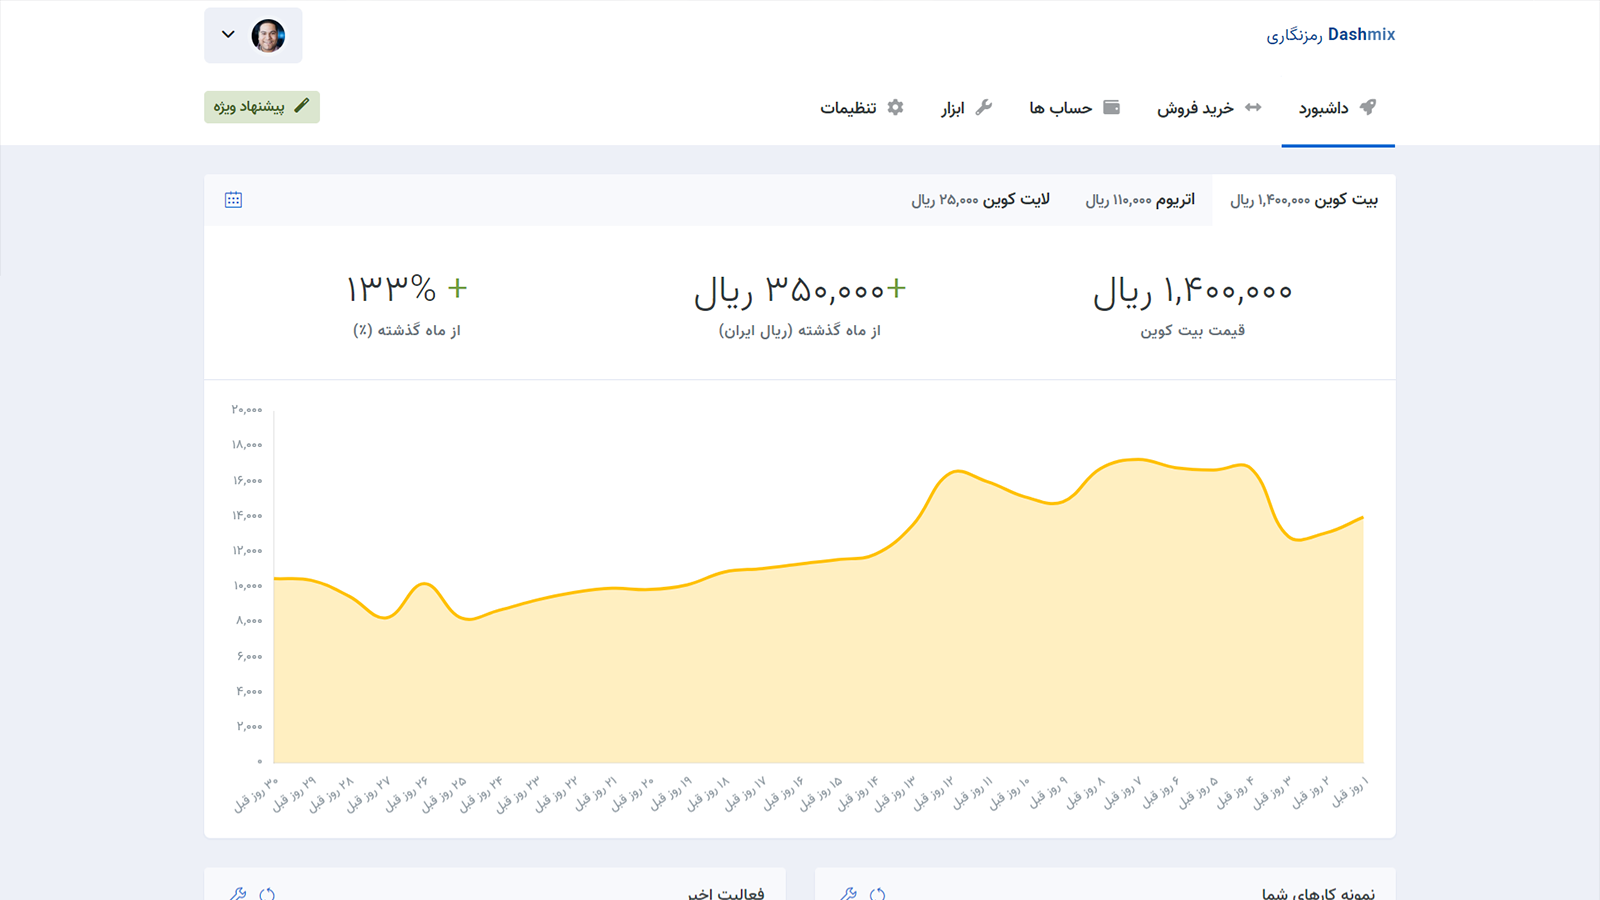 Dashmix رمزنگاری
داشبورد
خرید فروش
حساب ها
ابزار
تنظیمات
پیشنهاد ویژه
بیت کوین ۱,۴۰۰,۰۰۰ ریال
اتریوم ۱۱۰,۰۰۰ ریال
لایت کوین ۲۵,۰۰۰ ریال
۱,۴۰۰,۰۰۰ ریال
قیمت بیت کوین
+۳۵۰,۰۰۰ ریال
از ماه گذشته (ریال ایران)
+ ۱۳۳%
از ماه گذشته (٪)
۲۰,۰۰۰
۱۸,۰۰۰
۱۶,۰۰۰
۱۴,۰۰۰
۱۲,۰۰۰
۱۰,۰۰۰
۸,۰۰۰
۶,۰۰۰
۴,۰۰۰
۲,۰۰۰
۰
۳۰ روز قبل
۲۹ روز قبل
۲۸ روز قبل
۲۷ روز قبل
۲۶ روز قبل
۲۵ روز قبل
۲۴ روز قبل
۲۳ روز قبل
۲۲ روز قبل
۲۱ روز قبل
۲۰ روز قبل
۱۹ روز قبل
۱۸ روز قبل
۱۷ روز قبل
۱۶ روز قبل
۱۵ روز قبل
۱۴ روز قبل
۱۳ روز قبل
۱۲ روز قبل
۱۱ روز قبل
۱۰ روز قبل
۹ روز قبل
۸ روز قبل
۷ روز قبل
۶ روز قبل
۵ روز قبل
۴ روز قبل
۳ روز قبل
۲ روز قبل
۱ روز قبل
نمونه کارهای شما
فعالیت اخیر